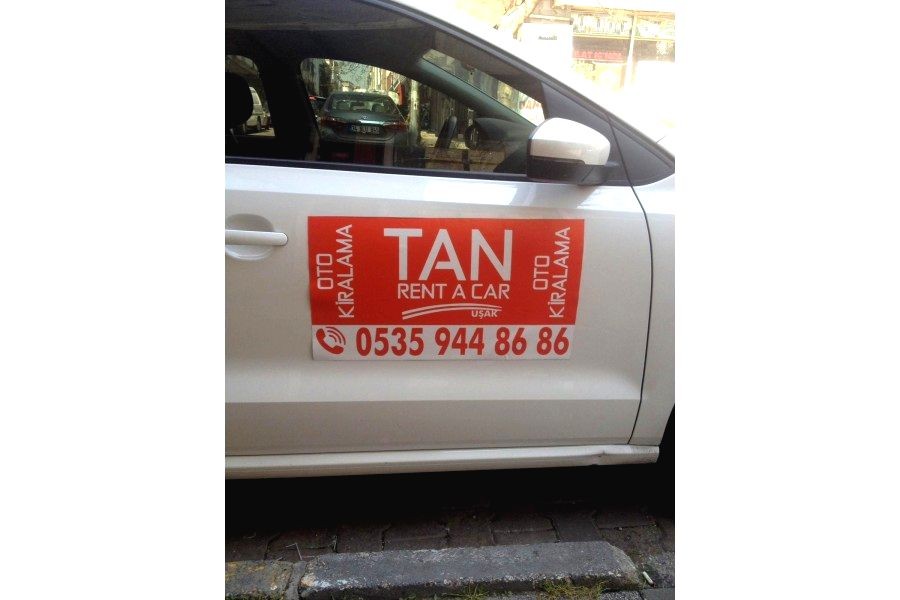 OTO
KİRALAMA
TAN
RENT A CAR
UŞAK
OTO
KİRALAMA
0535 944 86 86